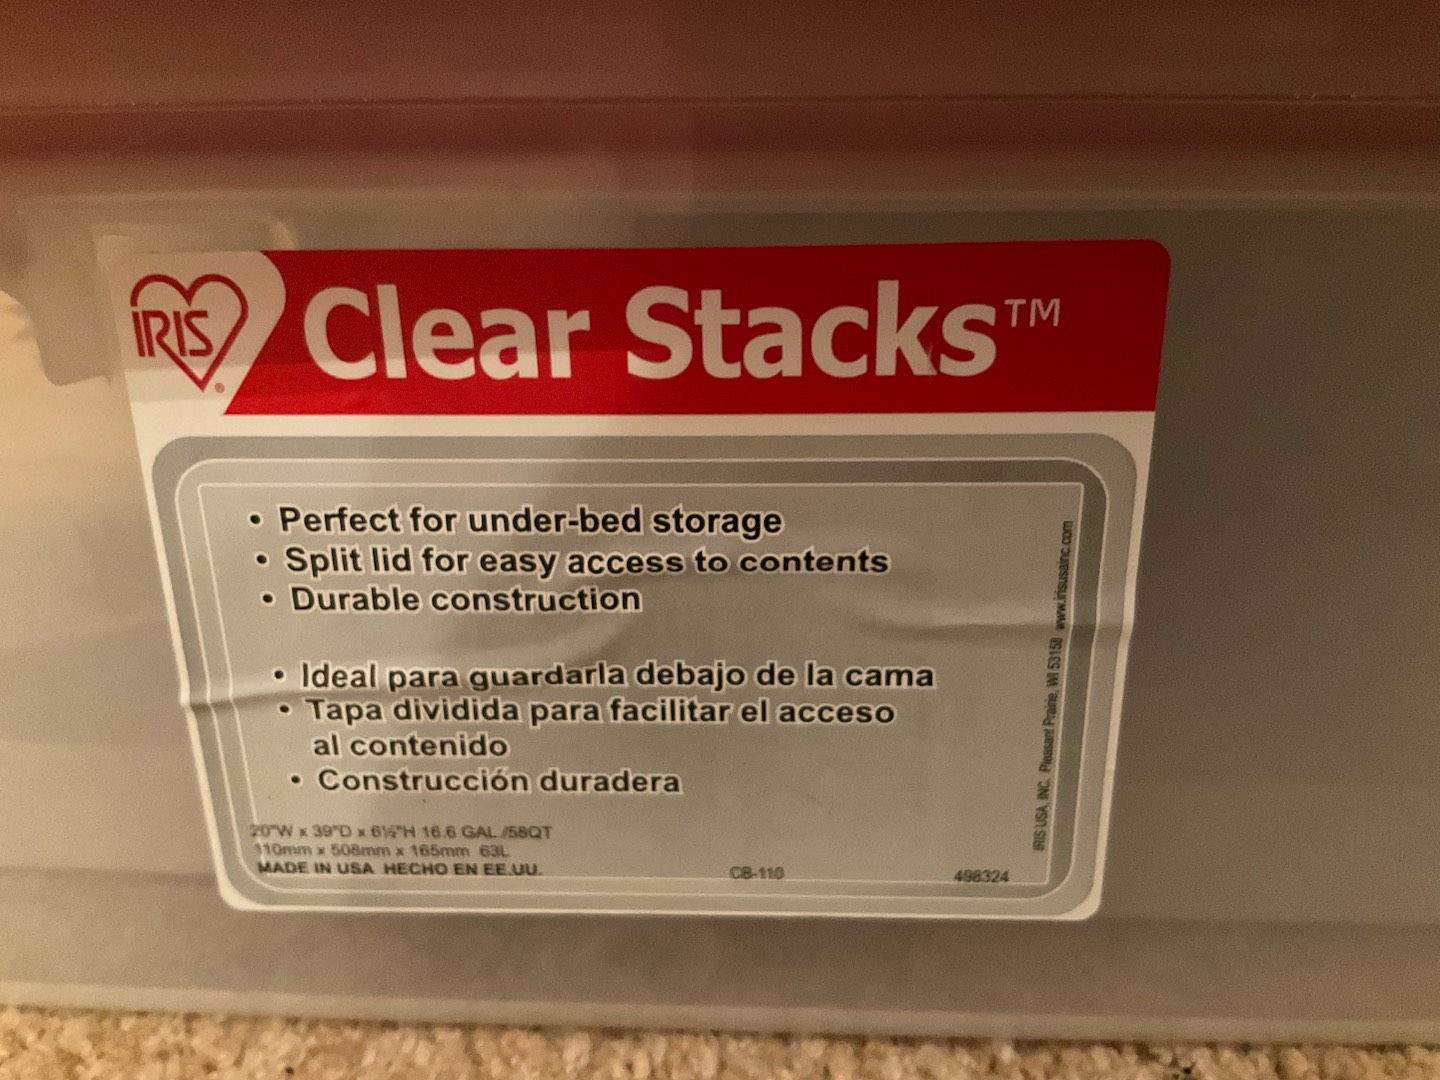 IRIS®
Clear Stacks™
• Perfect for under-bed storage
• Split lid for easy access to contents
• Durable construction
• Ideal para guardarla debajo de la cama
• Tapa dividida para facilitar el acceso
al contenido
• Construcción duradera
20"W x 39"D x 6½"H 16.6 GAL./58QT
110mm x 508mm x 165mm 63L
MADE IN USA HECHO EN EE.UU.
CB-110
498324
IRIS USA, INC. Pleasant Prairie, WI 53158 www.irisusainc.com